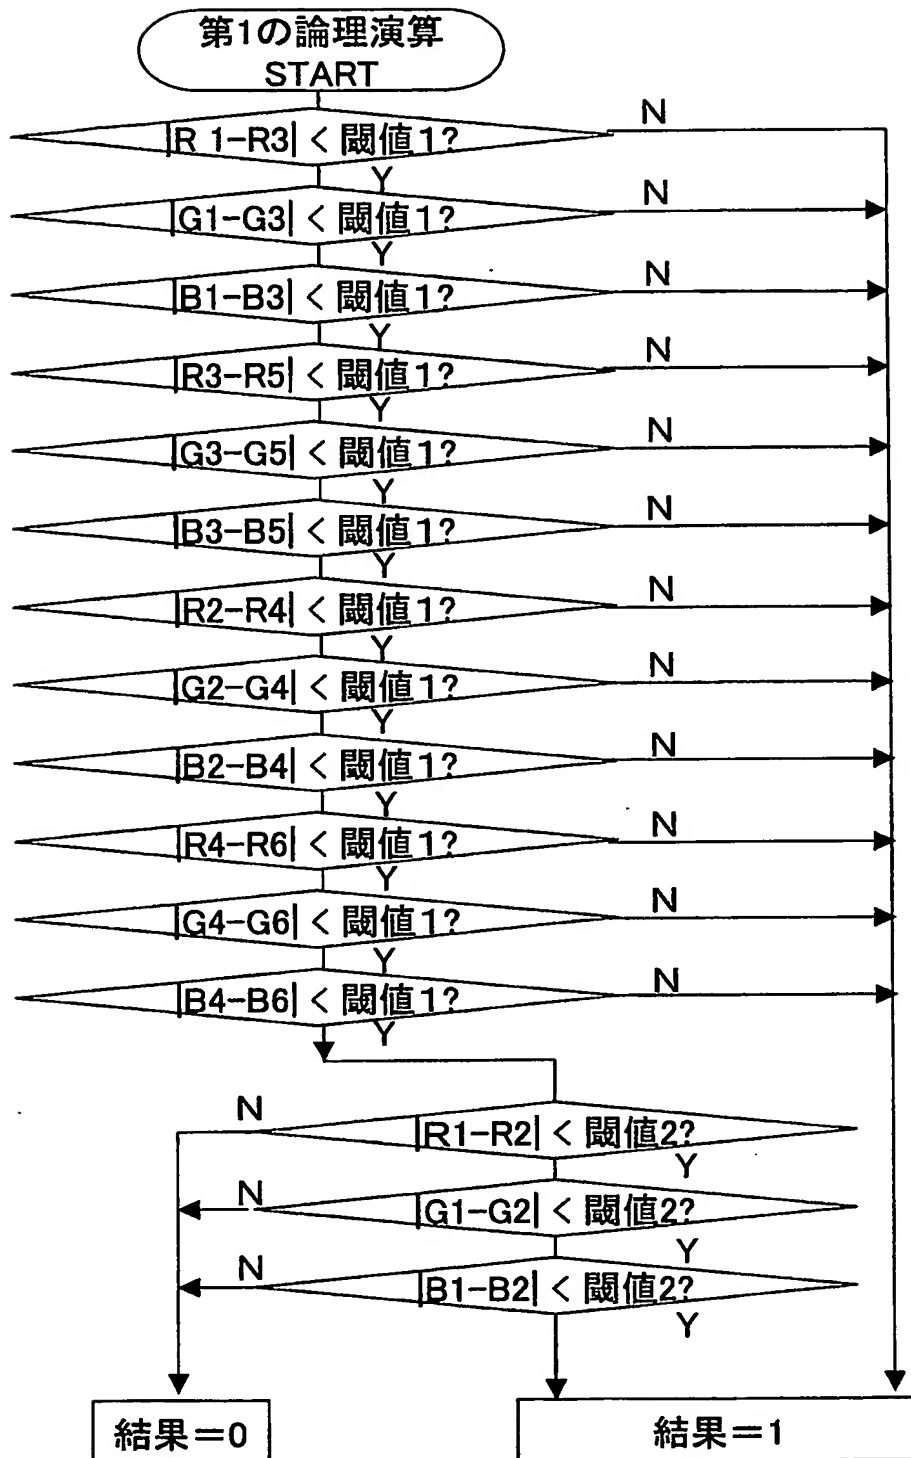 第1の論理演算
START
|R 1-R3| < 閾値1?
N
Y
|G1-G3| < 閾値1?
N
Y
|B1-B3| < 閾値1?
N
Y
|R3-R5| < 閾値1?
N
Y
|G3-G5| < 閾値1?
N
Y
|B3-B5| < 閾値1?
N
Y
|R2-R4| < 閾値1?
N
Y
|G2-G4| < 閾値1?
N
Y
|B2-B4| < 閾値1?
N
Y
|R4-R6| < 閾値1?
N
Y
|G4-G6| < 閾値1?
N
Y
|B4-B6| < 閾値1?
N
Y
N
|R1-R2| < 閾値2?
Y
N
|G1-G2| < 閾値2?
Y
N
|B1-B2| < 閾値2?
Y
結果=0
結果=1